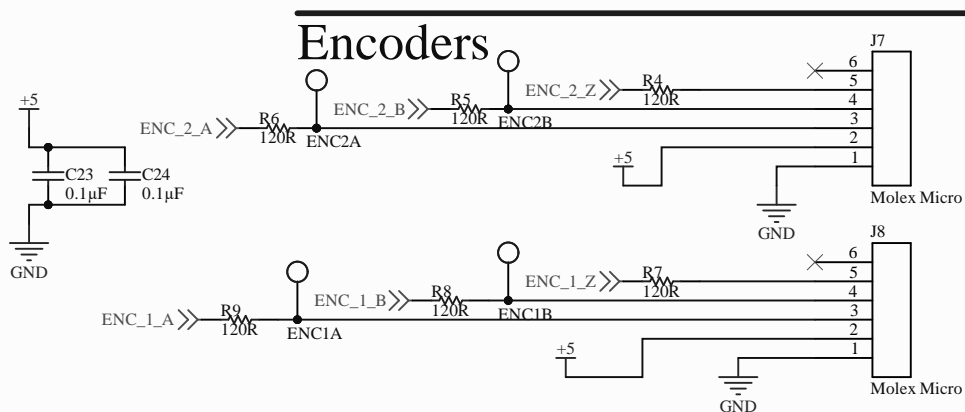 Encoders
J7
6
ENC_2_Z
R4
120R
5
ENC_2_B
R5
120R
ENC2B
4
+5
ENC_2_A
R6
120R
ENC2A
3
2
+5
1
C23
0.1µF
C24
0.1µF
Molex Micro
GND
J8
GND
6
ENC_1_Z
R7
120R
5
ENC_1_B
R8
120R
ENC1B
4
ENC_1_A
R9
120R
ENC1A
3
2
+5
1
Molex Micro
GND